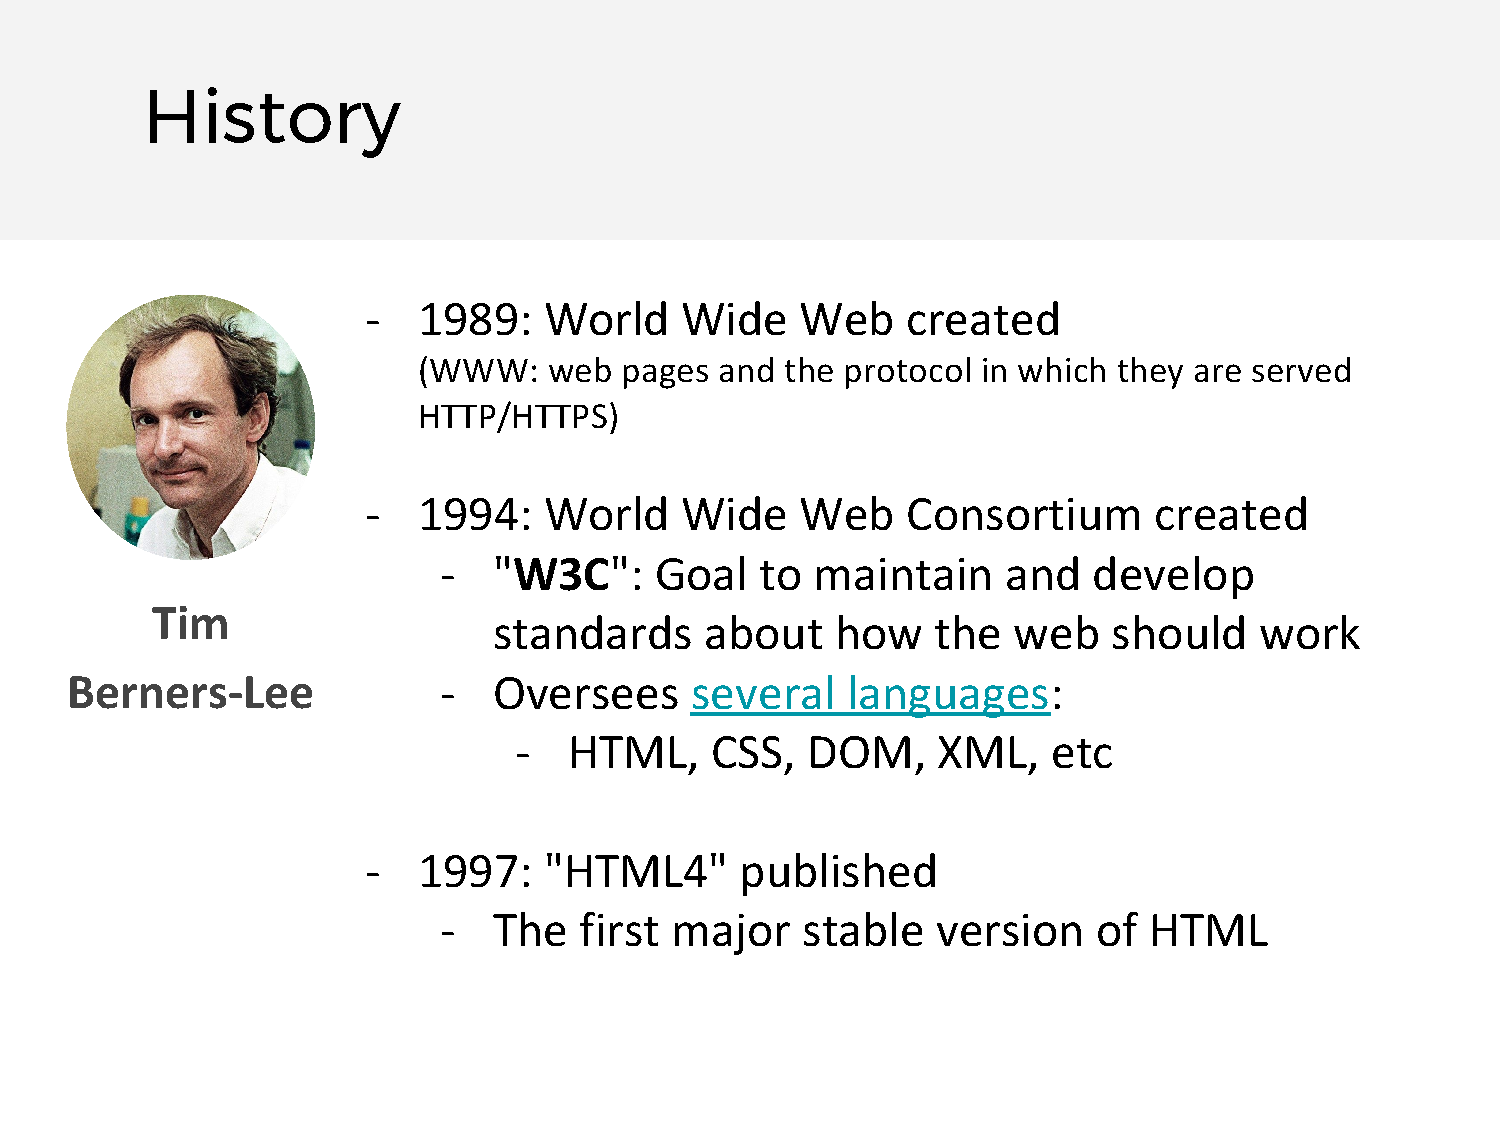 History
- 1989: World Wide Web created
(WWW: web pages and the protocol in which they are served
HTTP/HTTPS)
- 1994: World Wide Web Consortium created
- "W3C": Goal to maintain and develop
standards about how the web should work
- Oversees several languages:
- HTML, CSS, DOM, XML, etc
- 1997: "HTML4" published
- The first major stable version of HTML
Tim
Berners-Lee